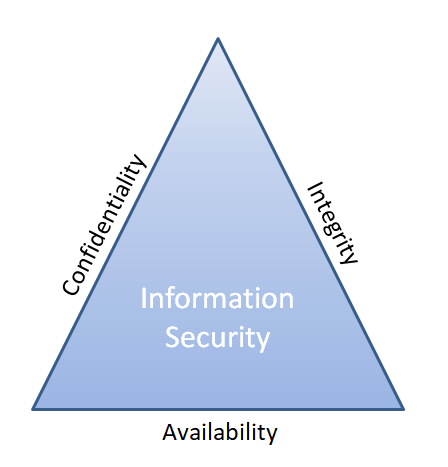 Confidentiality
Integrity
Information
Security
Availability